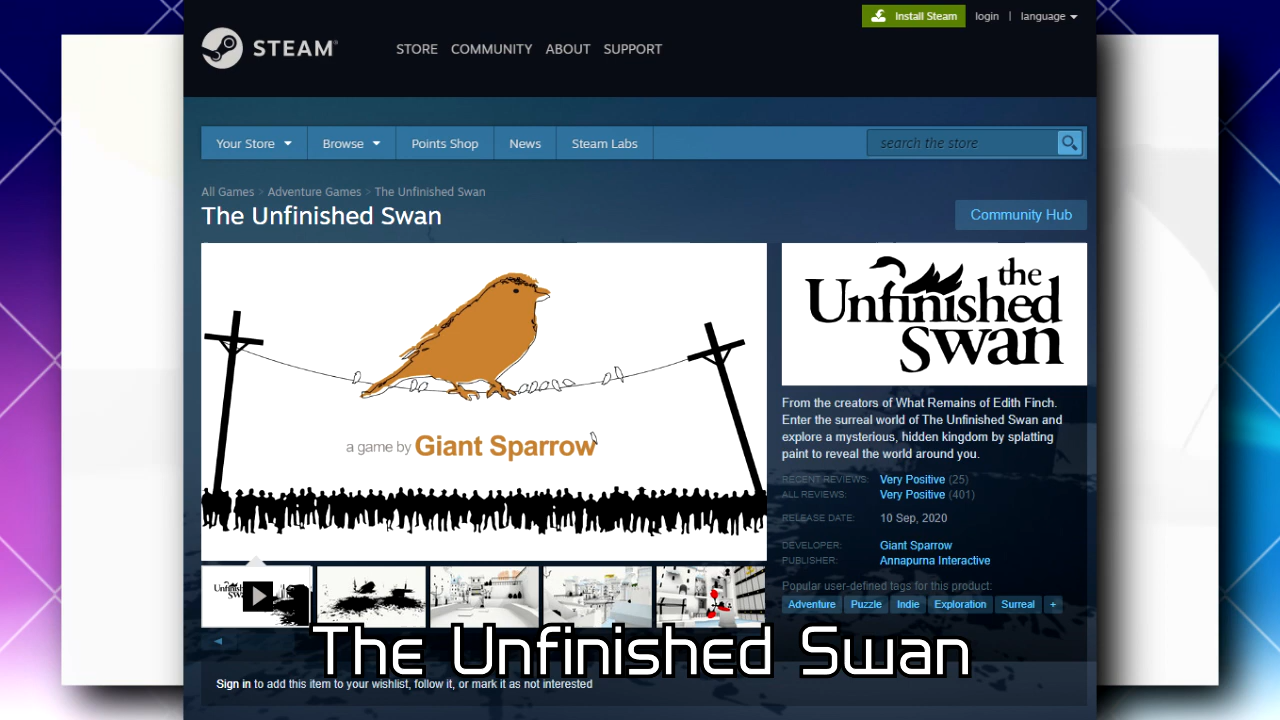 Install Steam login | language
STEAM®
STORE COMMUNITY ABOUT SUPPORT
Your Store Browse Points Shop News Steam Labs search the store
All Games > Adventure Games > The Unfinished Swan
The Unfinished Swan
Community Hub
a game by Giant Sparrow
the
Unfinished
swan
From the creators of What Remains of Edith Finch.
Enter the surreal world of The Unfinished Swan and
explore a mysterious, hidden kingdom by splatting
paint to reveal the world around you.
RECENT REVIEWS: Very Positive (25)
ALL REVIEWS: Very Positive (401)
RELEASE DATE: 10 Sep, 2020
DEVELOPER: Giant Sparrow
PUBLISHER: Annapurna Interactive
Popular user-defined tags for this product:
Adventure Puzzle Indie Exploration Surreal +
The Unfinished Swan
Sign in to add this item to your wishlist, follow it, or mark it as not interested